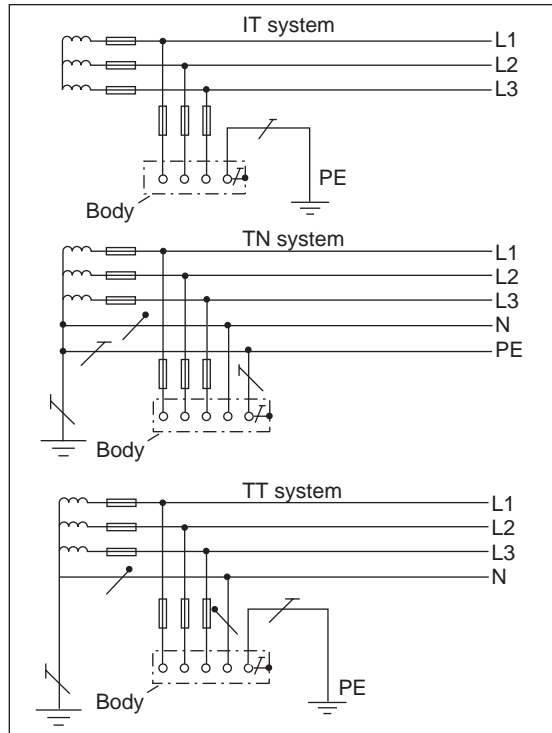 IT system
L1
L2
L3
PE
Body
TN system
L1
L2
L3
N
PE
Body
TT system
L1
L2
L3
N
PE
Body